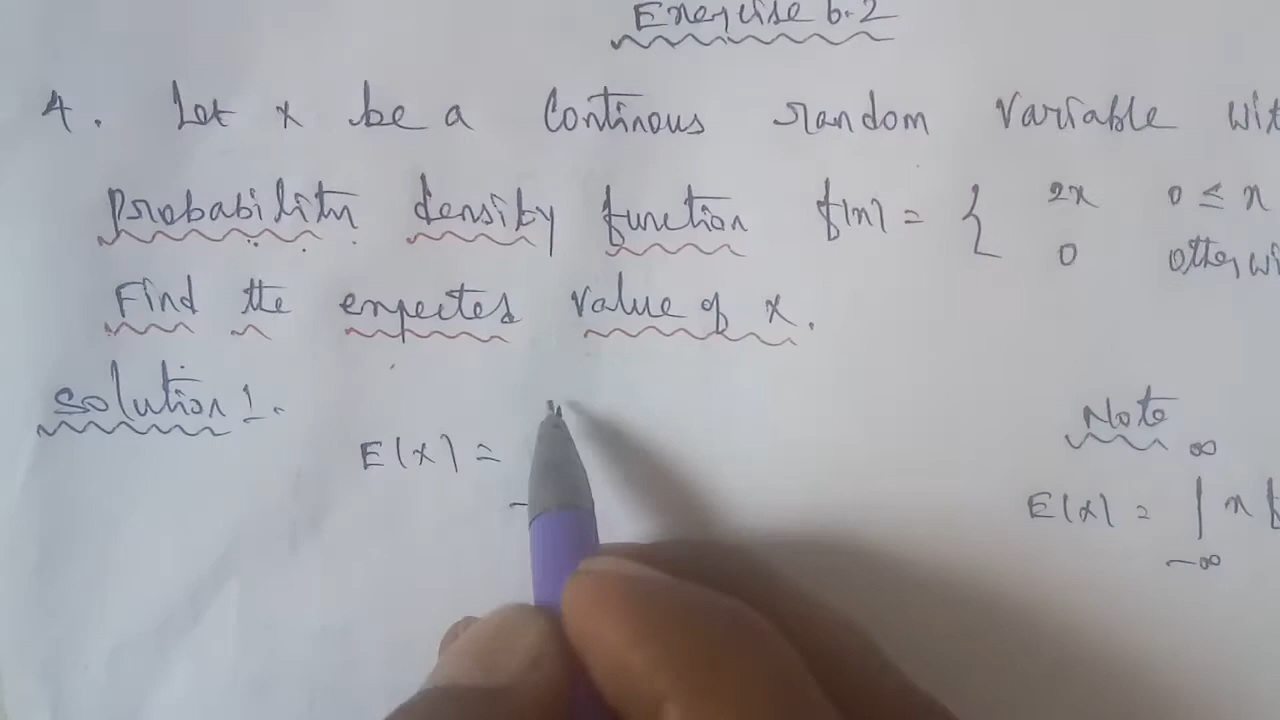 Exercise 6.2
4. Let x be a Continous random Variable wit
Probability density function f(x) = { 2x 0 ≤ x
0 otherwi
Find the expected value of x.
Solution :-
E(x) =
Note
E(x) = ∫ x f
∞
-∞